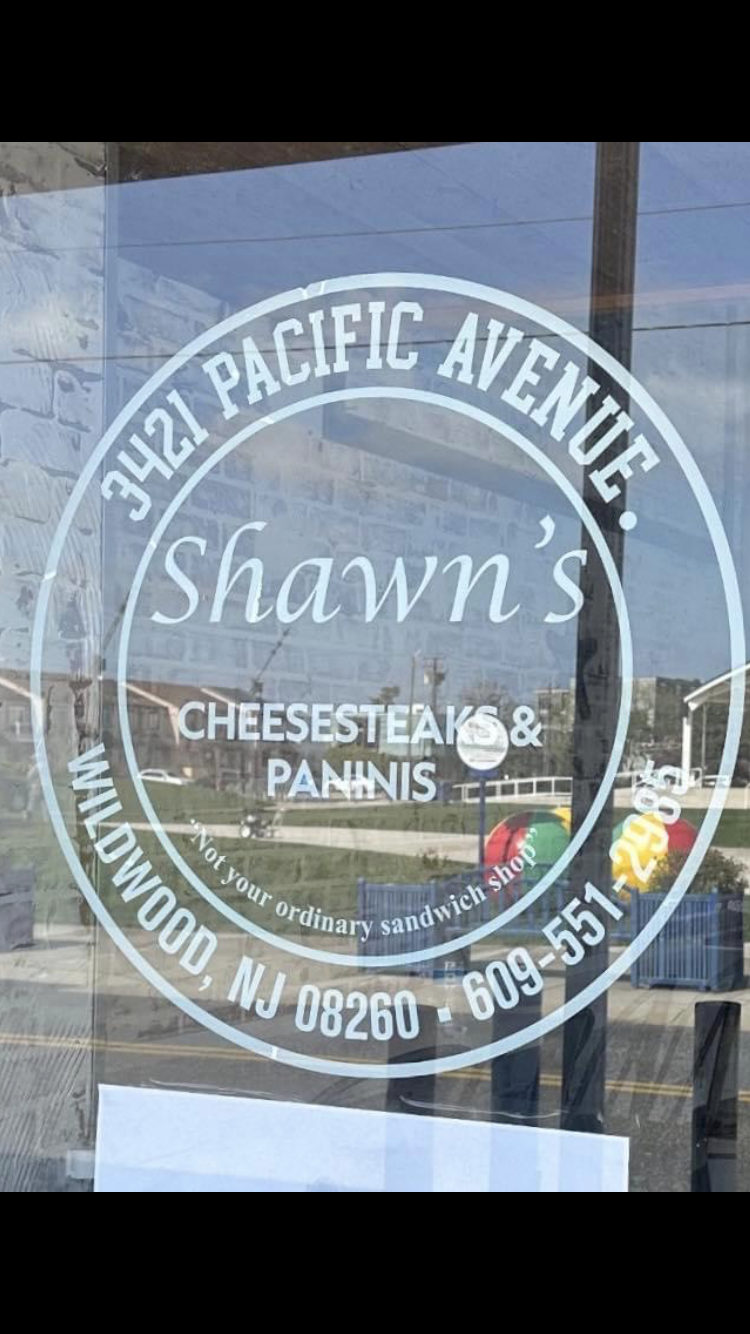 3421 PACIFIC AVENUE.
Shawn's
CHEESESTEAKS &
PANINIS
"Not your ordinary sandwich shop"
WILDWOOD, NJ 08260 • 609-551-2985